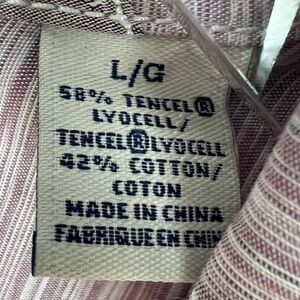 L/G
58% TENCEL®
LYOCELL/
TENCEL®LYOCELL
42% COTTON/
COTON
MADE IN CHINA
FABRIQUE EN CHIN